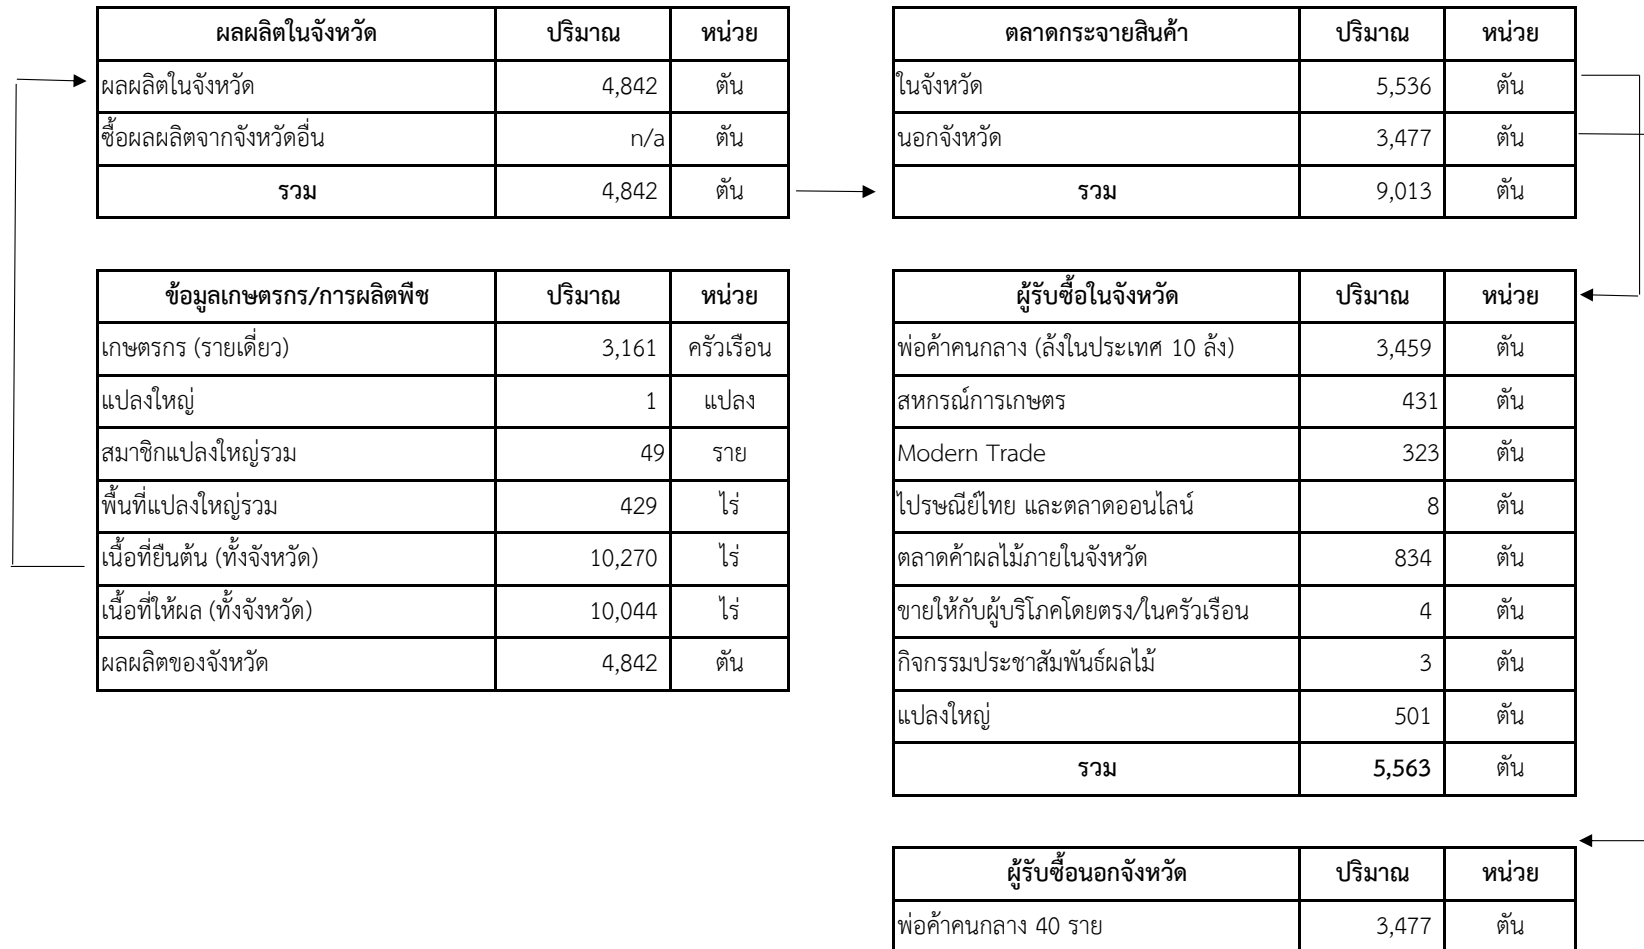 ผลผลิตในจังหวัด ปริมาณ หน่วย
ผลผลิตในจังหวัด 4,842 ตัน
ซื้อผลผลิตจากจังหวัดอื่น n/a ตัน
รวม 4,842 ตัน
ตลาดกระจายสินค้า ปริมาณ หน่วย
ในจังหวัด 5,536 ตัน
นอกจังหวัด 3,477 ตัน
รวม 9,013 ตัน
ข้อมูลเกษตรกร/การผลิตพืช ปริมาณ หน่วย
เกษตรกร (รายเดี่ยว) 3,161 ครัวเรือน
แปลงใหญ่ 1 แปลง
สมาชิกแปลงใหญ่รวม 49 ราย
พื้นที่แปลงใหญ่รวม 429 ไร่
เนื้อที่ยืนต้น (ทั้งจังหวัด) 10,270 ไร่
เนื้อที่ให้ผล (ทั้งจังหวัด) 10,044 ไร่
ผลผลิตของจังหวัด 4,842 ตัน
ผู้รับซื้อในจังหวัด ปริมาณ หน่วย
พ่อค้าคนกลาง (ล้งในประเทศ 10 ล้ง) 3,459 ตัน
สหกรณ์การเกษตร 431 ตัน
Modern Trade 323 ตัน
ไปรษณีย์ไทย และตลาดออนไลน์ 8 ตัน
ตลาดค้าผลไม้ภายในจังหวัด 834 ตัน
ขายให้กับผู้บริโภคโดยตรง/ในครัวเรือน 4 ตัน
กิจกรรมประชาสัมพันธ์ผลไม้ 3 ตัน
แปลงใหญ่ 501 ตัน
รวม 5,563 ตัน
ผู้รับซื้อนอกจังหวัด ปริมาณ หน่วย
พ่อค้าคนกลาง 40 ราย 3,477 ตัน